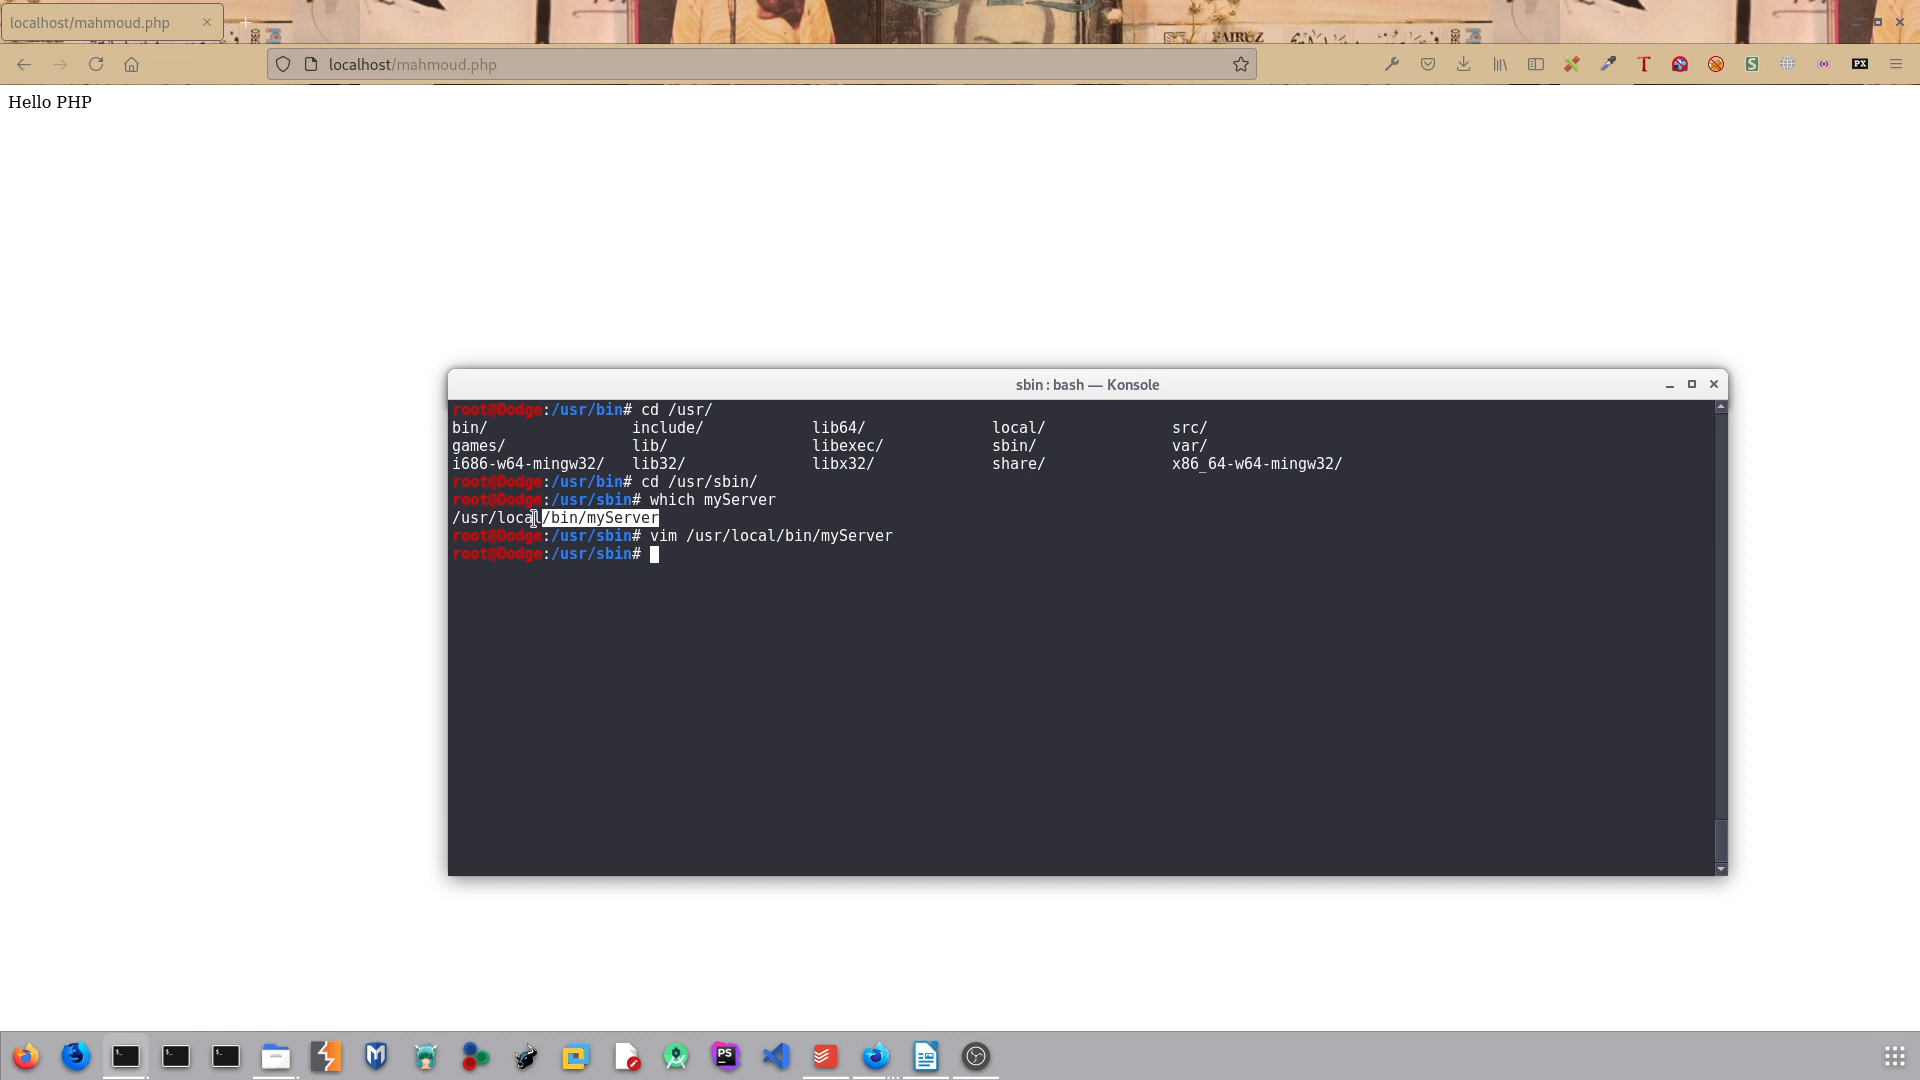 localhost/mahmoud.php
FAIRUZ
localhost/mahmoud.php
Hello PHP
sbin : bash — Konsole
root@Dodge:/usr/bin# cd /usr/
bin/ include/ lib64/ local/ src/
games/ lib/ libexec/ sbin/ var/
i686-w64-mingw32/ lib32/ libx32/ share/ x86_64-w64-mingw32/
root@Dodge:/usr/bin# cd /usr/sbin/
root@Dodge:/usr/sbin# which myServer
/usr/local/bin/myServer
root@Dodge:/usr/sbin# vim /usr/local/bin/myServer
root@Dodge:/usr/sbin#